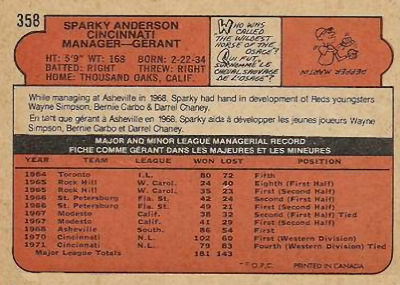 358
SPARKY ANDERSON
CINCINNATI
MANAGER—GÉRANT
HT: 5'9" WT: 168 BORN: 2-22-34
BATTED: RIGHT THREW: RIGHT
HOME: THOUSAND OAKS, CALIF.
WHO WAS
CALLED
THE WILDEST
HORSE OF THE
OSAGE?
QUI FUT
SURNOMMÉ LE
CHEVAL SAUVAGE
DE L'OSAGE?
PEPPER MARTIN
While managing at Asheville in 1968, Sparky had hand in development of Reds youngsters
Wayne Simpson, Bernie Carbo & Darrel Chaney.
En tant que gérant à Asheville en 1968, Sparky aida à développer les jeunes joueurs Wayne
Simpson, Bernie Carbo et Darrel Chaney.
MAJOR AND MINOR LEAGUE MANAGERIAL RECORD
FICHE COMME GÉRANT DANS LES MAJEURES ET LES MINEURES
YEAR TEAM WON LOST POSITION
1964 Toronto I.L. 80 72 Fifth
1965 Rock Hill W. Carol. 24 40 Eighth (First Half)
1965 Rock Hill W. Carol. 35 23 First (Second Half)
1966 St. Petersburg Fla. St. 42 24 Second (First Half)
1966 St. Petersburg Fla. St. 49 21 First (Second Half)
1967 Modesto Calif. 38 32 Second (First Half) Tied
1967 Modesto Calif. 41 29 First (Second Half)
1968 Asheville South. 86 54 First
1970 Cincinnati N.L. 102 60 First (Western Division)
1971 Cincinnati N.L. 79 83 Fourth (Western Division) Tied
Major League Totals 181 143
*©O.P.C. PRINTED IN CANADA